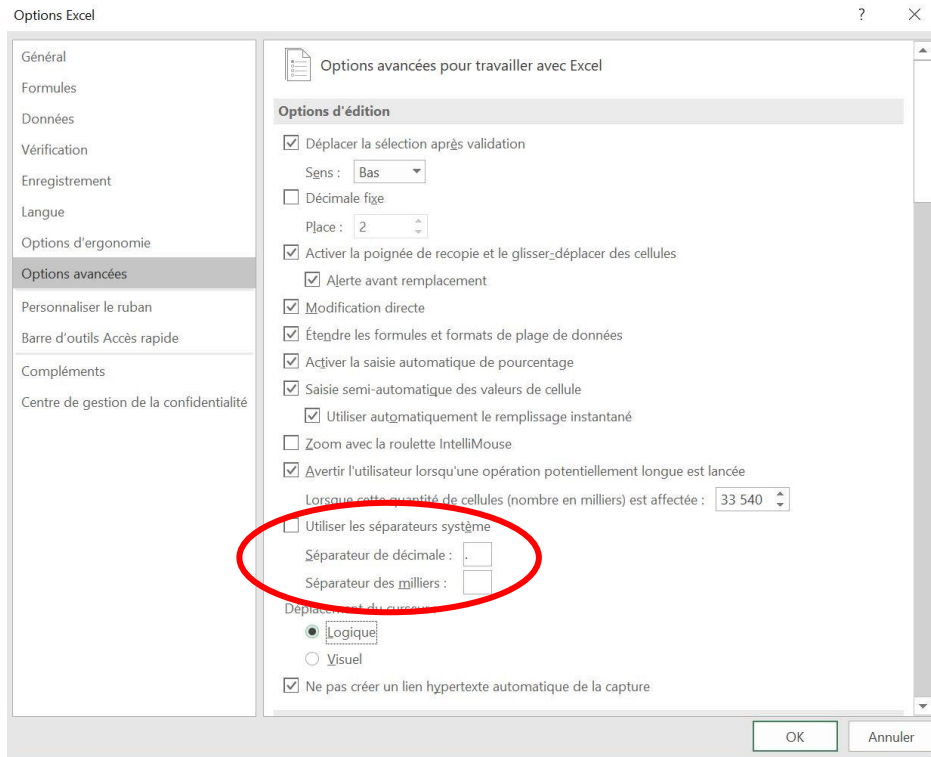 Options Excel
Général
Formules
Données
Vérification
Enregistrement
Langue
Options d'ergonomie
Options avancées
Personnaliser le ruban
Barre d'outils Accès rapide
Compléments
Centre de gestion de la confidentialité
Options avancées pour travailler avec Excel
Options d'édition
Déplacer la sélection après validation
Sens : Bas
Décimale fixe
Place : 2
Activer la poignée de recopie et le glisser-déplacer des cellules
Alerte avant remplacement
Modification directe
Étendre les formules et formats de plage de données
Activer la saisie automatique de pourcentage
Saisie semi-automatique des valeurs de cellule
Utiliser automatiquement le remplissage instantané
Zoom avec la roulette IntelliMouse
Avertir l'utilisateur lorsqu'une opération potentiellement longue est lancée
Lorsque cette quantité de cellules (nombre en milliers) est affectée : 33 540
Utiliser les séparateurs système
Séparateur de décimale : .
Séparateur des milliers :
Déplacement du curseur :
Logique
Visuel
Ne pas créer un lien hypertexte automatique de la capture
OK Annuler